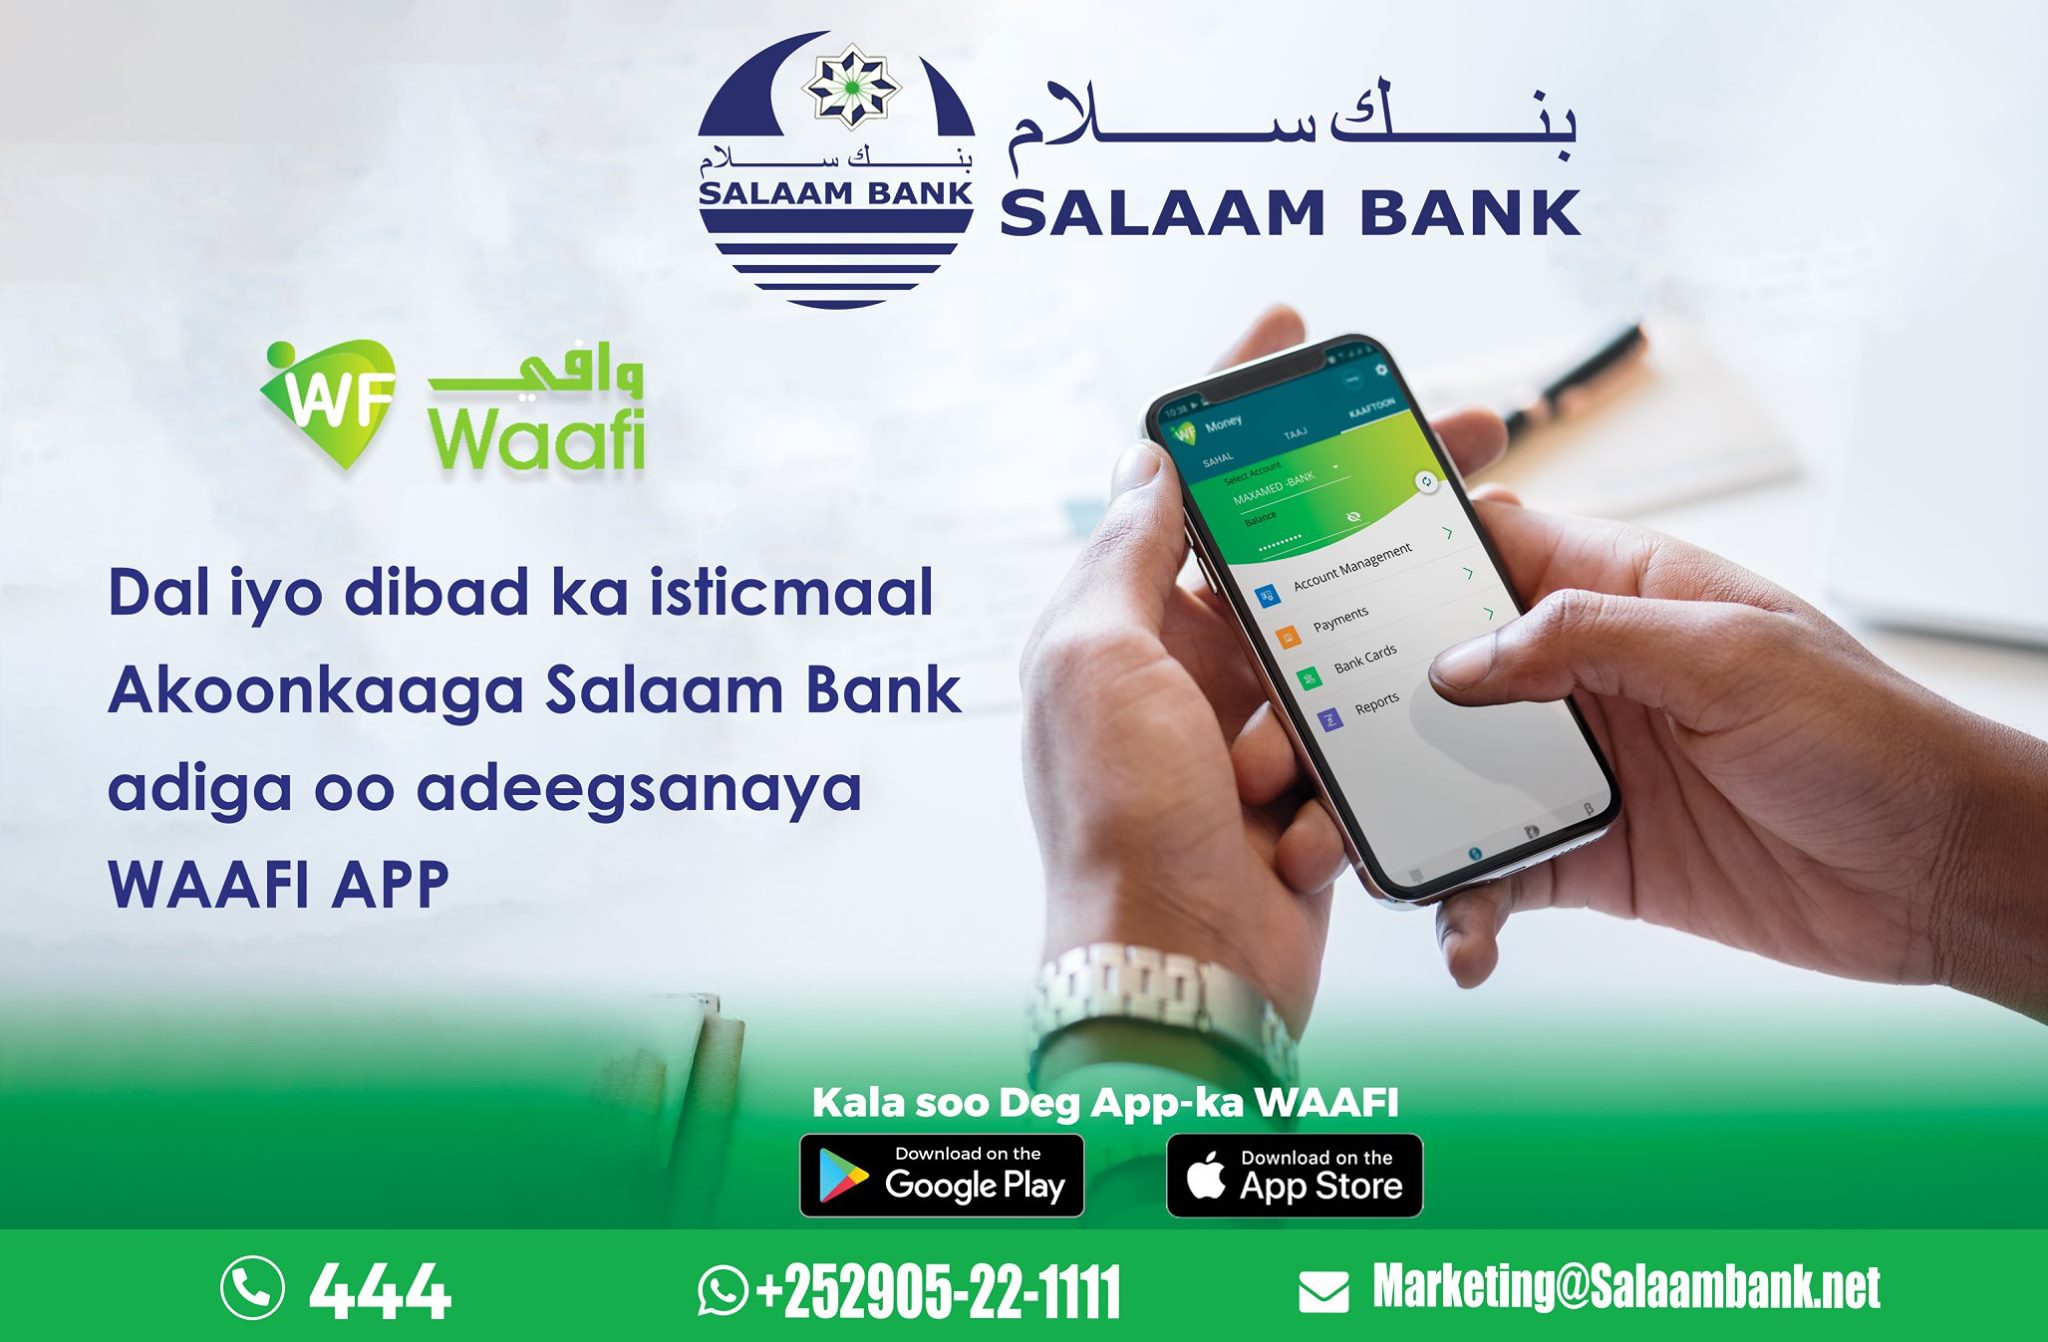 بنك سلام
SALAAM BANK
بنك سلام
SALAAM BANK
WF
وافي
Waafi
Dal iyo dibad ka isticmaal
Akoonkaaga Salaam Bank
adiga oo adeegsanaya
WAAFI APP
10:38
WF Money
SAHAL TAAJ KAAFTOON
Select Account
MAXAMED -BANK
Balance
Account Management
Payments
Bank Cards
Reports
Kala soo Deg App-ka WAAFI
Download on the
Google Play
Download on the
App Store
444
+252905-22-1111
Marketing@Salaambank.net